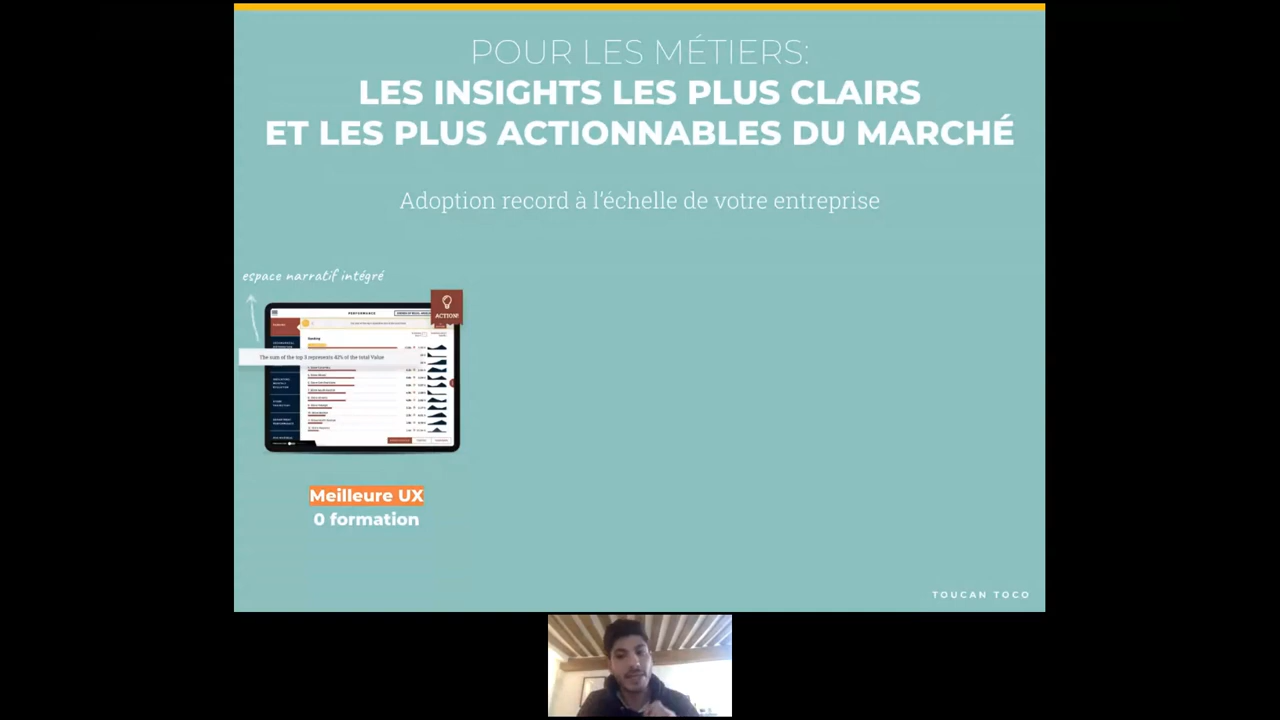 POUR LES MÉTIERS:
LES INSIGHTS LES PLUS CLAIRS
ET LES PLUS ACTIONNABLES DU MARCHÉ
Adoption record à l'échelle de votre entreprise
espace narratif intégré
ACTION!
PERFORMANCE
The sum of the top 3 represents 42% of the total Value
Meilleure UX
0 formation
TOUCAN TOCO